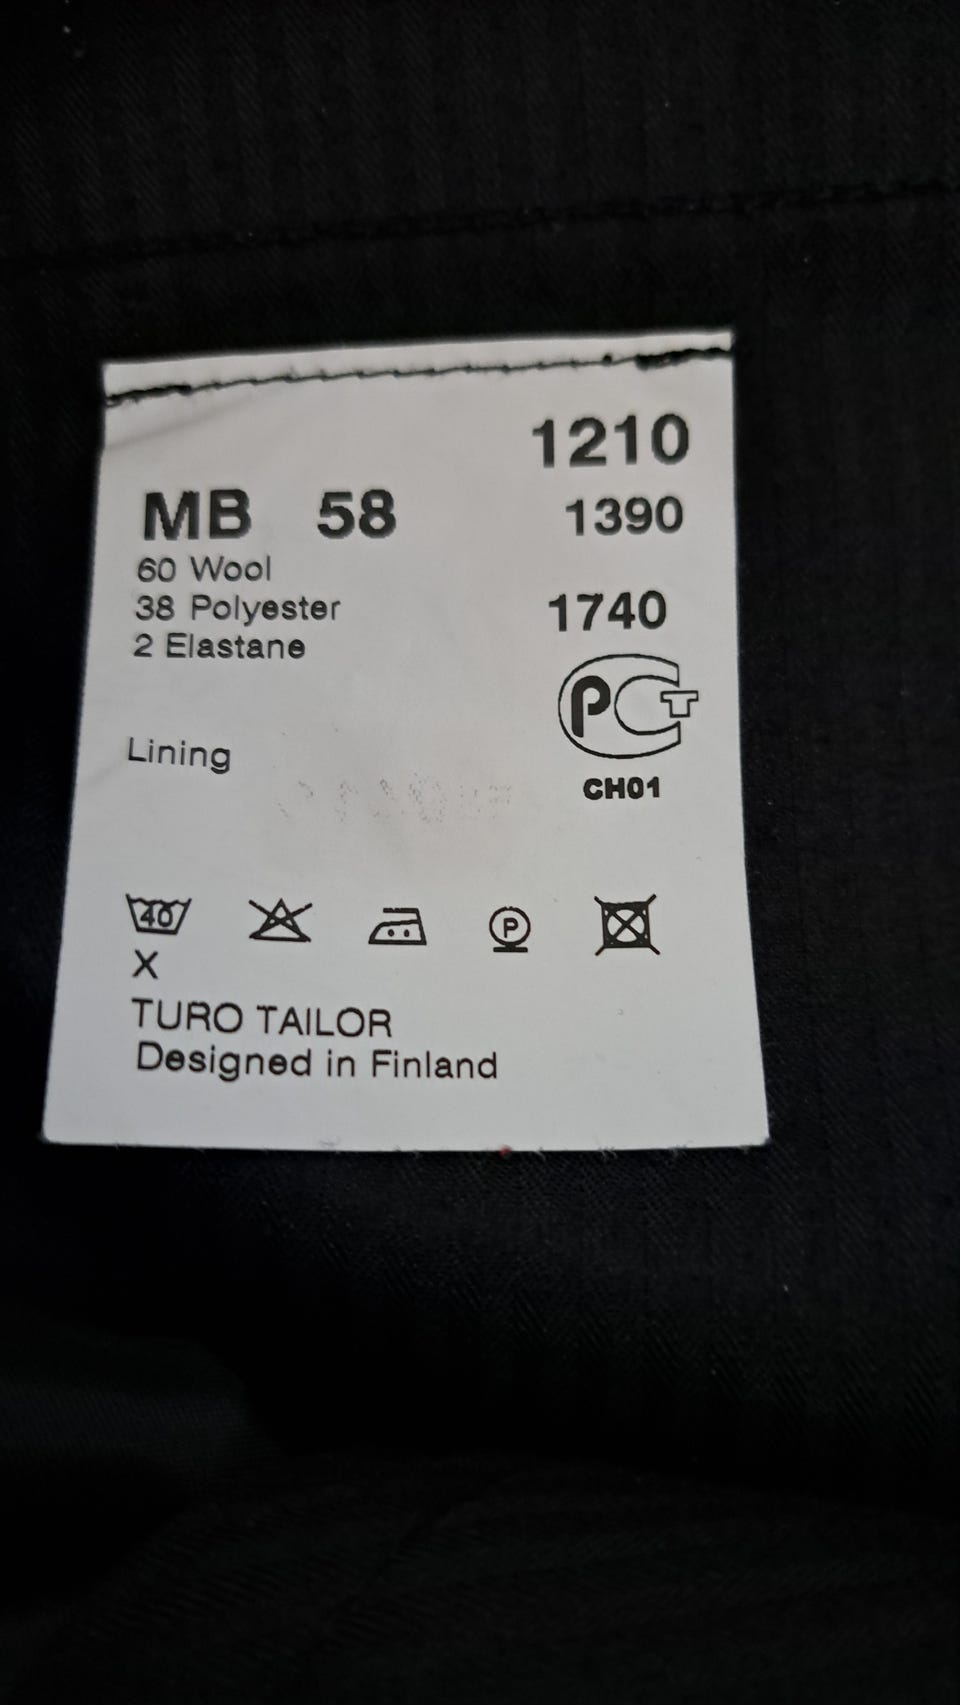 1210
MB 58 1390
60 Wool
38 Polyester 1740
2 Elastane
РСТ
Lining
CH01
40
P
X
TURO TAILOR
Designed in Finland